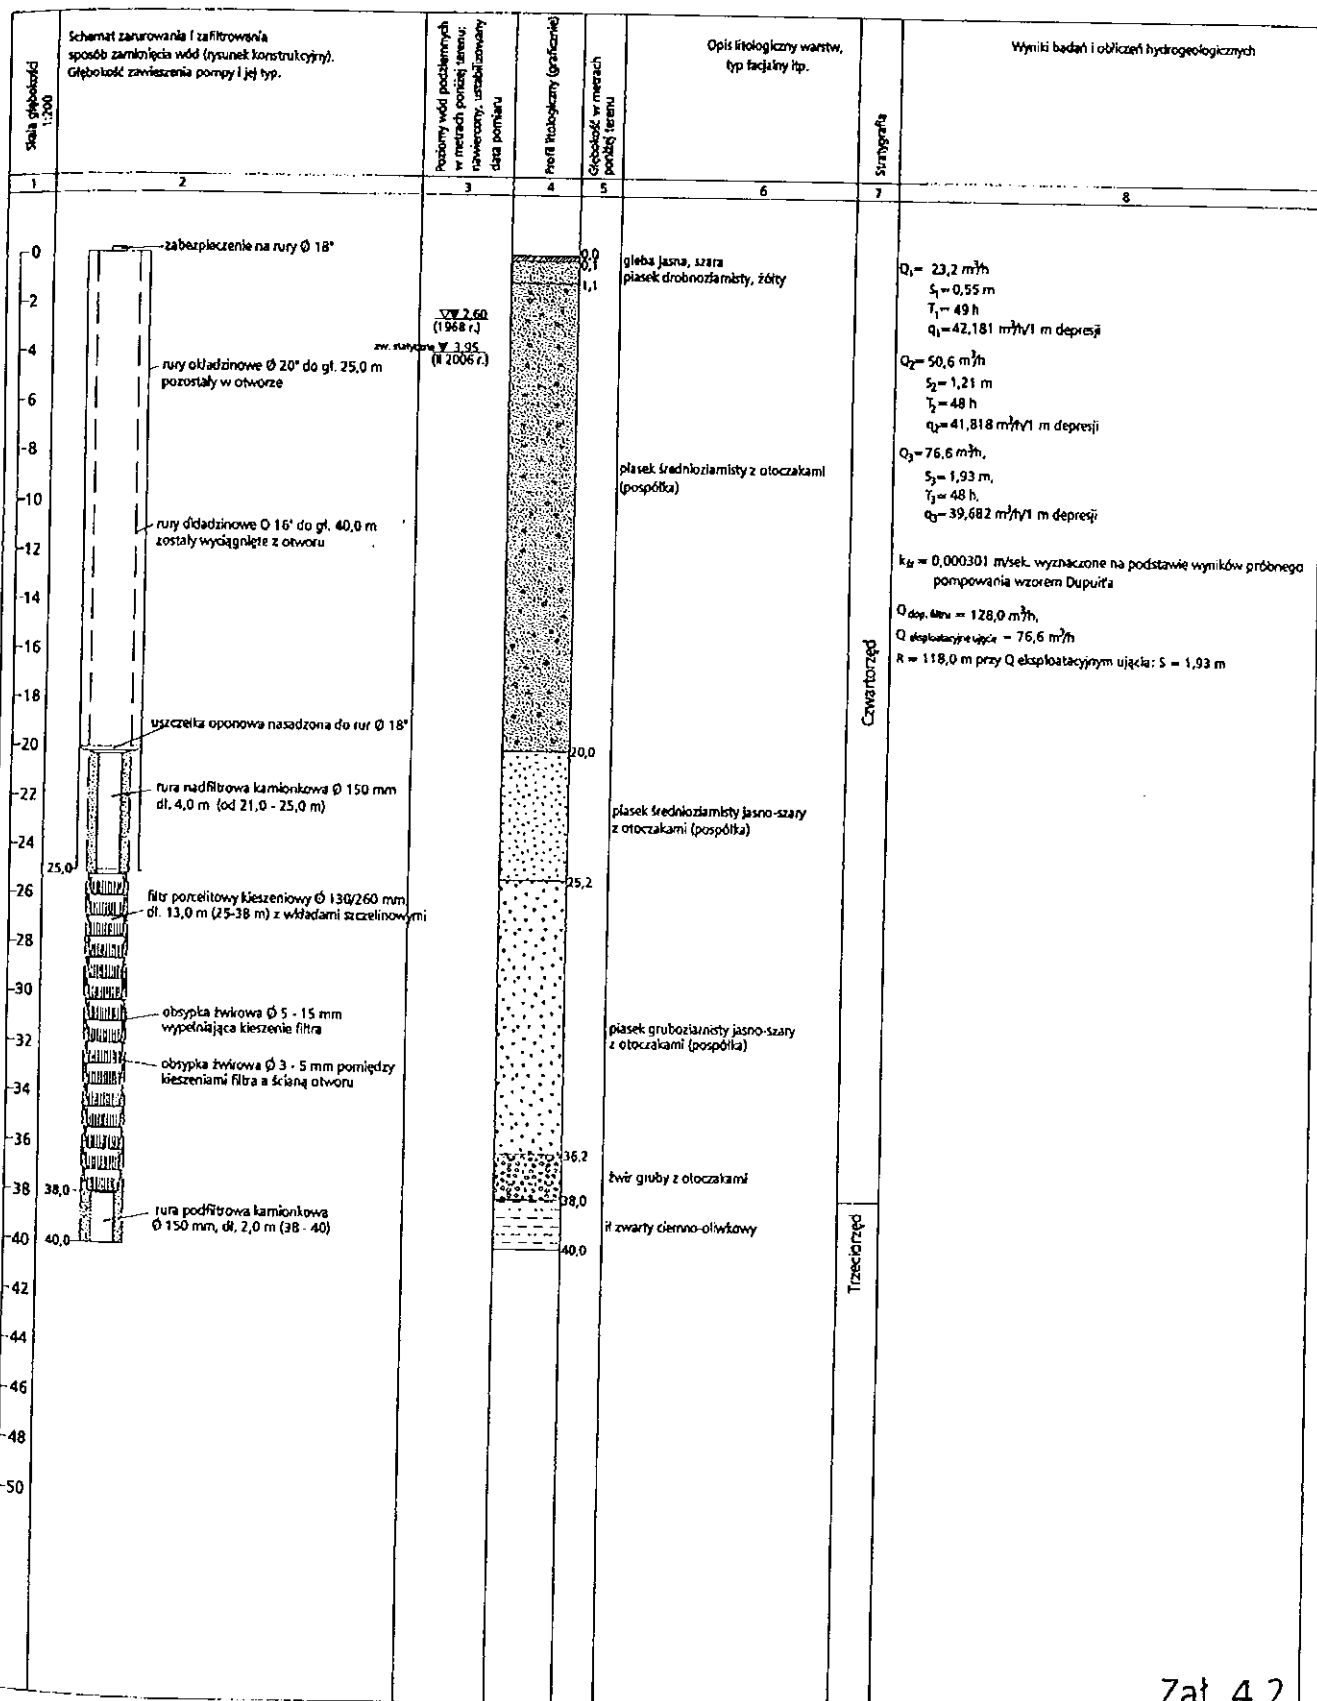 Skala głębokości
1:200
Schemat zarurowania i zafiltrowania
sposób zamknięcia wód (rysunek konstrukcyjny).
Głębokość zawieszenia pompy i jej typ.
Poziomy wód podziemnych
w metrach poniżej terenu;
nawiercony, ustabilizowany
data pomiaru
Profil litologiczny (graficznie)
Głębokość w metrach
poniżej terenu
Opis litologiczny warstw,
typ facjalny itp.
Stratygrafia
Wyniki badań i obliczeń hydrogeologicznych
1
2
3
4
5
6
7
8
0
2
4
6
8
10
12
14
16
18
20
22
24
26
28
30
32
34
36
38
40
42
44
46
48
50
zabezpieczenie na rury Ø 18"
rury okładzinowe Ø 20" do gł. 25,0 m
pozostały w otworze
rury okładzinowe O 16" do gł. 40,0 m
zostały wyciągnięte z otworu
uszczelka oponowa nasadzona do rur Ø 18"
rura nadfiltrowa kamionkowa Ø 150 mm
dł. 4,0 m (od 21,0 - 25,0 m)
25,0
filtr porcelitowy kieszeniowy Ø 130/260 mm
dł. 13,0 m (25-38 m) z wkładami szczelinowymi
obsypka żwirowa Ø 5 - 15 mm
wypełniająca kieszenie filtra
obsypka żwirowa Ø 3 - 5 mm pomiędzy
kieszeniami filtra a ścianą otworu
38,0
rura podfiltrowa kamionkowa
Ø 150 mm, dł. 2,0 m (38 - 40)
40,0
2,60
(1968 r.)
zw. statyczne 3,95
(II 2006 r.)
0,0
0,1
1,1
20,0
25,2
36,2
38,0
40,0
gleba jasna, szara
piasek drobnoziarnisty, żółty
piasek średnioziarnisty z otoczakami
(pospółka)
piasek średnioziarnisty jasno-szary
z otoczakami (pospółka)
piasek gruboziarnisty jasno-szary
z otoczakami (pospółka)
żwir gruby z otoczakami
ił zwarty ciemno-oliwkowy
Czwartorzęd
Trzeciorzęd
Q₁= 23,2 m³/h
S₁= 0,55 m
T₁= 49 h
q₁= 42,181 m³/h/1 m depresji
Q₂= 50,6 m³/h
S₂= 1,21 m
T₂= 48 h
q₂= 41,818 m³/h/1 m depresji
Q₃= 76,6 m³/h,
S₃= 1,93 m,
T₃= 48 h,
q₃= 39,682 m³/h/1 m depresji
kśr = 0,000301 m/sek. wyznaczone na podstawie wyników próbnego
pompowania wzorem Dupuit'a
Q dop. filtru = 128,0 m³/h,
Q eksploatacyjne ujęcia = 76,6 m³/h
R = 118,0 m przy Q eksploatacyjnym ujęcia: S = 1,93 m
Zał. 4.2